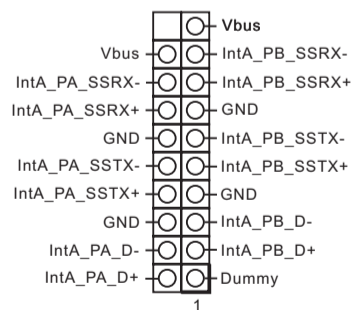 Vbus
Vbus IntA_PB_SSRX-
IntA_PA_SSRX- IntA_PB_SSRX+
IntA_PA_SSRX+ GND
GND IntA_PB_SSTX-
IntA_PA_SSTX- IntA_PB_SSTX+
IntA_PA_SSTX+ GND
GND IntA_PB_D-
IntA_PA_D- IntA_PB_D+
IntA_PA_D+ Dummy
1